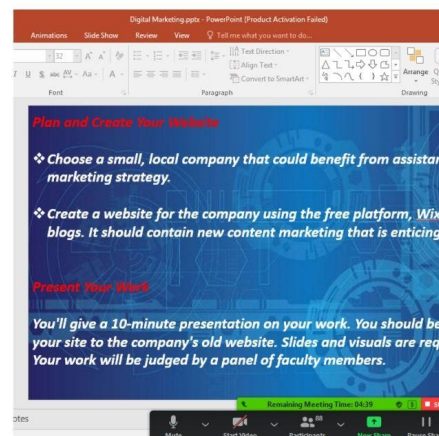 Digital Marketing.pptx - PowerPoint (Product Activation Failed)
Animations Slide Show Review View Tell me what you want to do...
32 Text Direction
Align Text
Convert to SmartArt
Arrange
Font Paragraph Drawing
Plan and Create Your Website
❖ Choose a small, local company that could benefit from assistan
marketing strategy.
❖ Create a website for the company using the free platform, Wix
blogs. It should contain new content marketing that is enticing
Present Your Work
You'll give a 10-minute presentation on your work. You should be
your site to the company's old website. Slides and visuals are req
Your work will be judged by a panel of faculty members.
Remaining Meeting Time: 04:39
otes
Mute Start Video Participants New Share Pause Sh